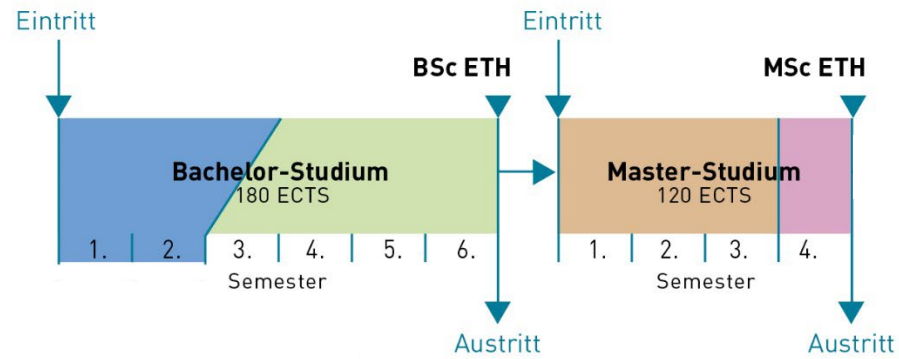 Eintritt
Eintritt
BSc ETH
MSc ETH
Bachelor-Studium
180 ECTS
Master-Studium
120 ECTS
1. 2. 3. 4. 5. 6.
1. 2. 3. 4.
Semester
Semester
Austritt
Austritt